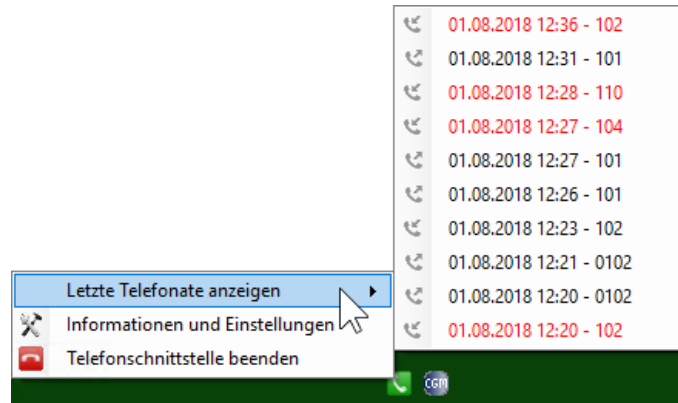 01.08.2018 12:36 - 102
01.08.2018 12:31 - 101
01.08.2018 12:28 - 110
01.08.2018 12:27 - 104
01.08.2018 12:27 - 101
01.08.2018 12:26 - 101
01.08.2018 12:23 - 102
01.08.2018 12:21 - 0102
01.08.2018 12:20 - 0102
01.08.2018 12:20 - 102
Letzte Telefonate anzeigen
Informationen und Einstellungen
Telefonschnittstelle beenden
CGM